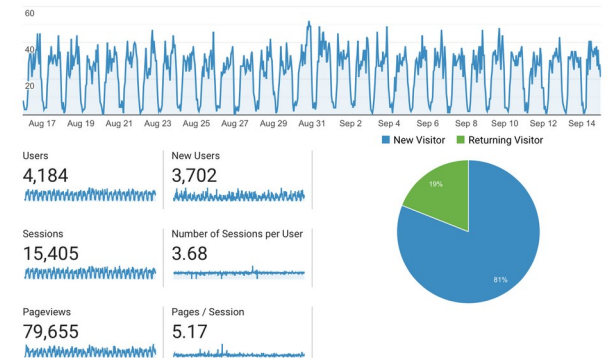 60
40
20
Aug 17 Aug 19 Aug 21 Aug 23 Aug 25 Aug 27 Aug 29 Aug 31 Sep 2 Sep 4 Sep 6 Sep 8 Sep 10 Sep 12 Sep 14
New Visitor Returning Visitor
Users
4,184
New Users
3,702
Sessions
15,405
Number of Sessions per User
3.68
Pageviews
79,655
Pages / Session
5.17
19%
81%